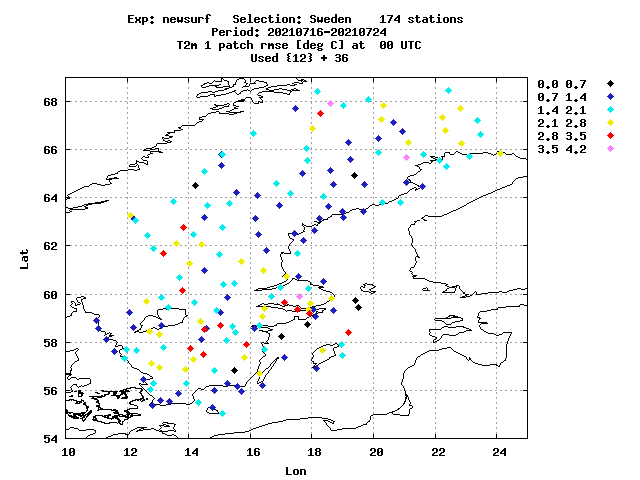 Exp: newsurf   Selection: Sweden    174 stations
Period: 20210716-20210724
T2m 1 patch rmse [deg C] at  00 UTC
Used {12} + 36
0.0 0.7
0.7 1.4
1.4 2.1
2.1 2.8
2.8 3.5
3.5 4.2
68
66
64
62
60
58
56
54
Lat
10 12 14 16 18 20 22 24
Lon